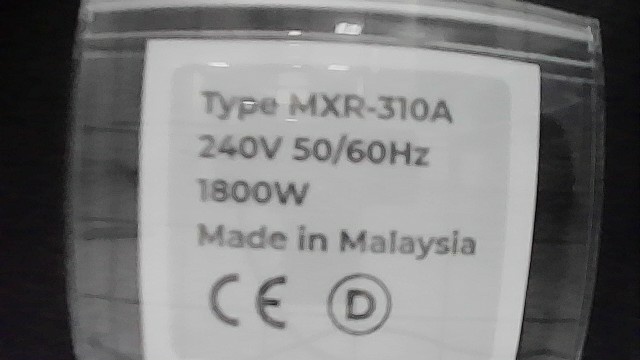 Type MXR-310A
240V 50/60Hz
1800W
Made in Malaysia
CE D